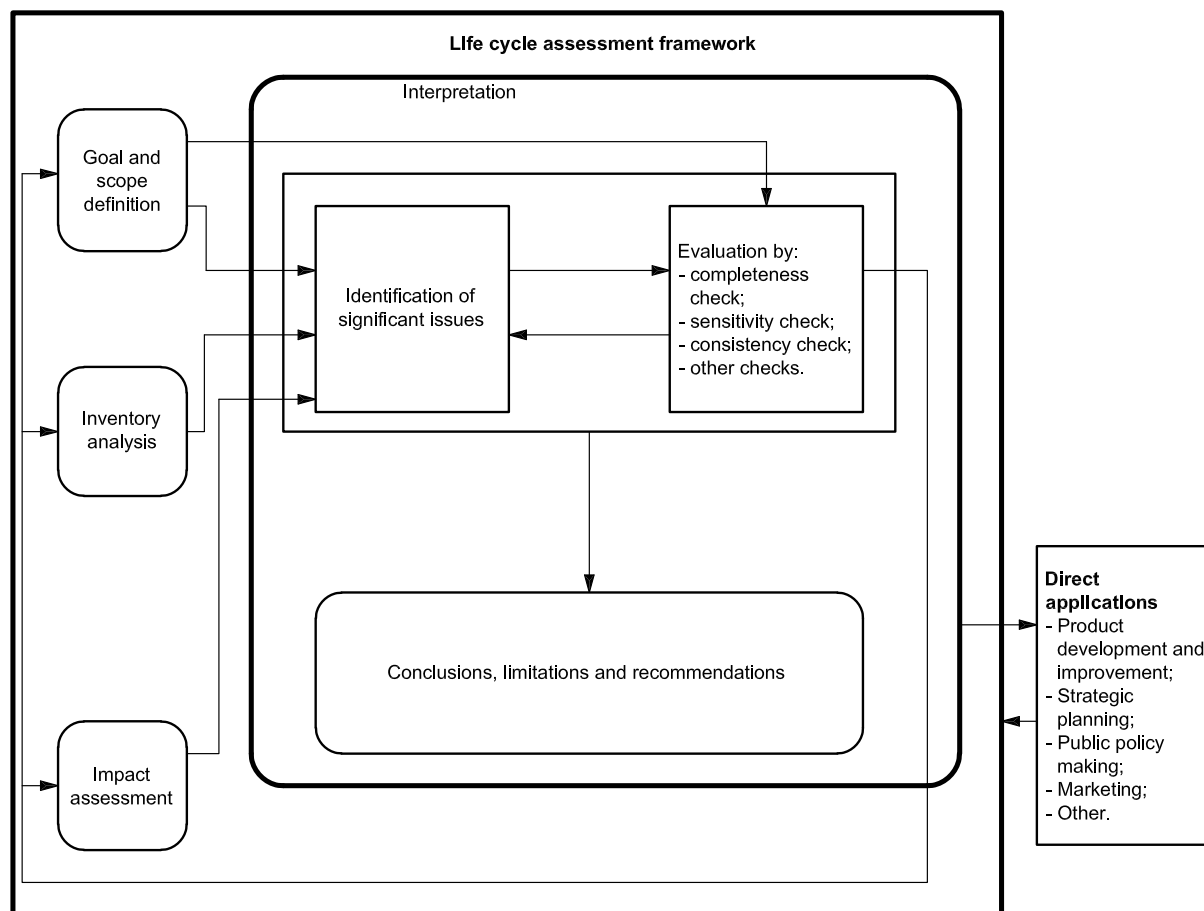 LIfe cycle assessment framework
Interpretation
Goal and
scope
definition
Identification of
significant issues
Evaluation by:
- completeness
check;
- sensitivity check;
- consistency check;
- other checks.
Inventory
analysis
Conclusions, limitations and recommendations
Impact
assessment
Direct
applIcatIons
- Product
development and
improvement;
- Strategic
planning;
- Public policy
making;
- Marketing;
- Other.